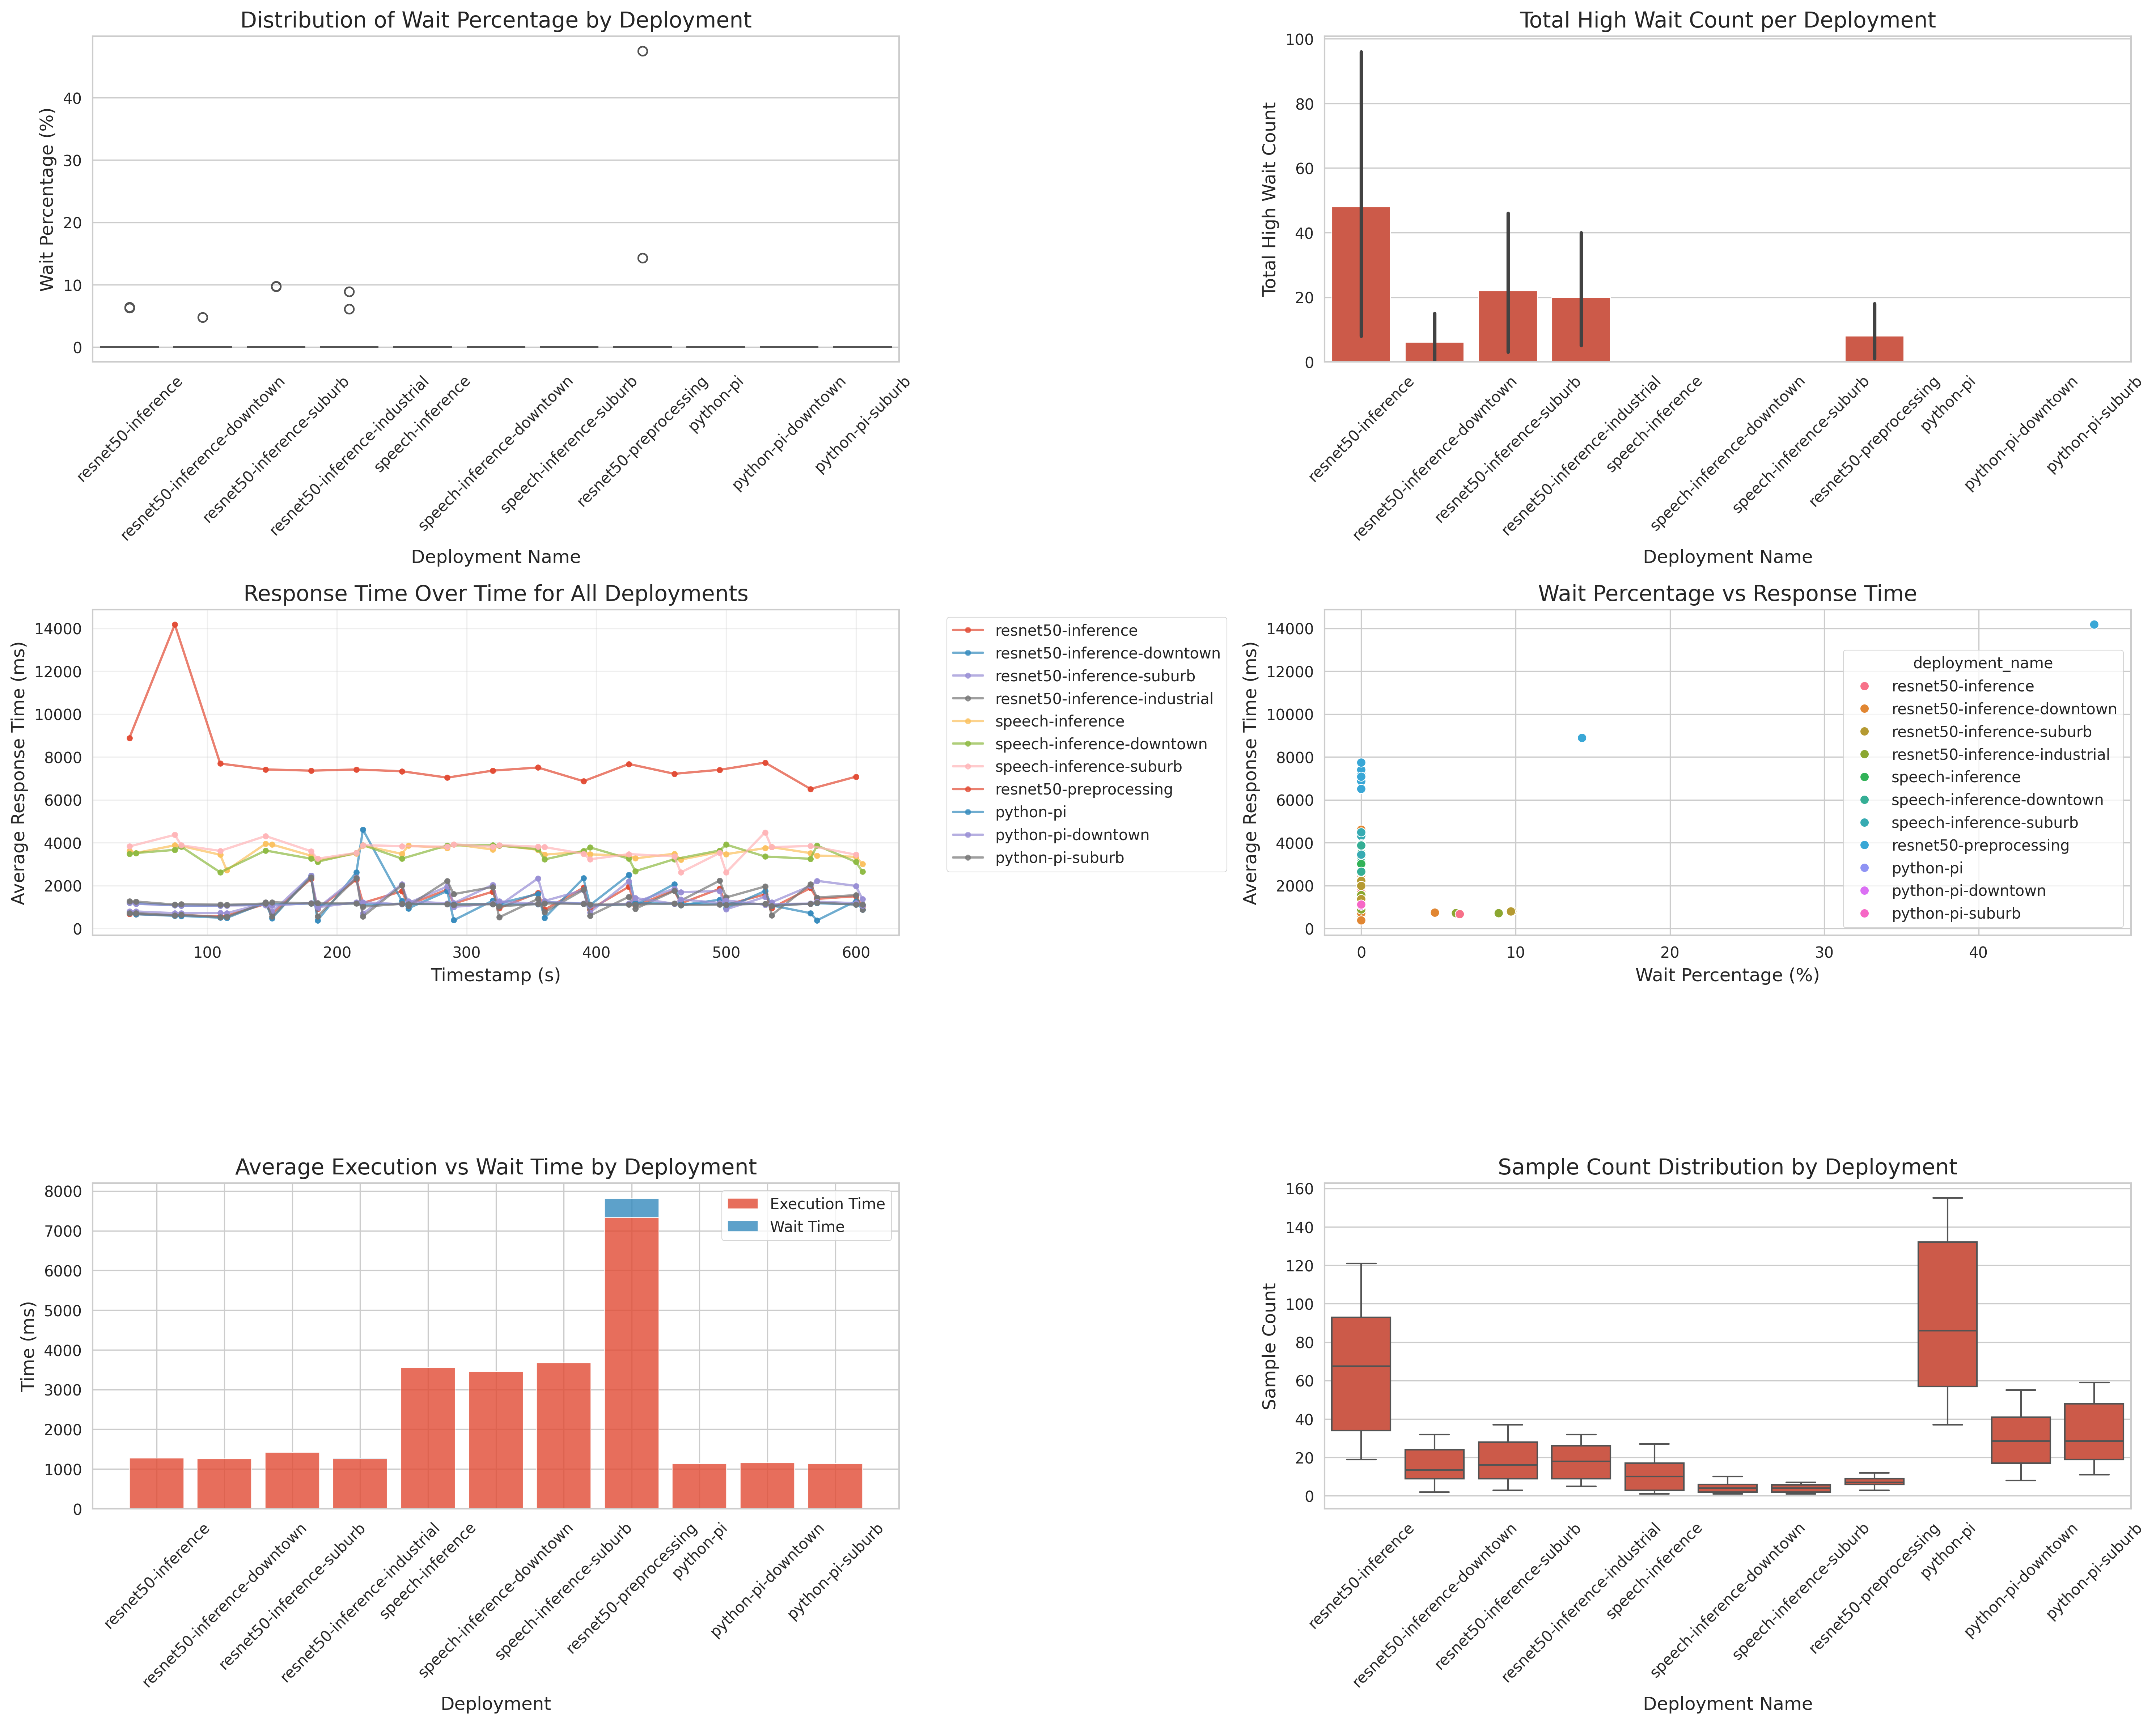 Distribution of Wait Percentage by Deployment
Wait Percentage (%)
40
30
20
10
0
resnet50-inference
resnet50-inference-downtown
resnet50-inference-suburb
resnet50-inference-industrial
speech-inference
speech-inference-downtown
speech-inference-suburb
resnet50-preprocessing
python-pi
python-pi-downtown
python-pi-suburb
Deployment Name
Total High Wait Count per Deployment
Total High Wait Count
100
80
60
40
20
0
resnet50-inference
resnet50-inference-downtown
resnet50-inference-suburb
resnet50-inference-industrial
speech-inference
speech-inference-downtown
speech-inference-suburb
resnet50-preprocessing
python-pi
python-pi-downtown
python-pi-suburb
Deployment Name
Response Time Over Time for All Deployments
Average Response Time (ms)
14000
12000
10000
8000
6000
4000
2000
0
100 200 300 400 500 600
Timestamp (s)
resnet50-inference
resnet50-inference-downtown
resnet50-inference-suburb
resnet50-inference-industrial
speech-inference
speech-inference-downtown
speech-inference-suburb
resnet50-preprocessing
python-pi
python-pi-downtown
python-pi-suburb
Wait Percentage vs Response Time
Average Response Time (ms)
14000
12000
10000
8000
6000
4000
2000
0
0 10 20 30 40
Wait Percentage (%)
deployment_name
resnet50-inference
resnet50-inference-downtown
resnet50-inference-suburb
resnet50-inference-industrial
speech-inference
speech-inference-downtown
speech-inference-suburb
resnet50-preprocessing
python-pi
python-pi-downtown
python-pi-suburb
Average Execution vs Wait Time by Deployment
Time (ms)
8000
7000
6000
5000
4000
3000
2000
1000
0
Execution Time
Wait Time
resnet50-inference
resnet50-inference-downtown
resnet50-inference-suburb
resnet50-inference-industrial
speech-inference
speech-inference-downtown
speech-inference-suburb
resnet50-preprocessing
python-pi
python-pi-downtown
python-pi-suburb
Deployment
Sample Count Distribution by Deployment
Sample Count
160
140
120
100
80
60
40
20
0
resnet50-inference
resnet50-inference-downtown
resnet50-inference-suburb
resnet50-inference-industrial
speech-inference
speech-inference-downtown
speech-inference-suburb
resnet50-preprocessing
python-pi
python-pi-downtown
python-pi-suburb
Deployment Name